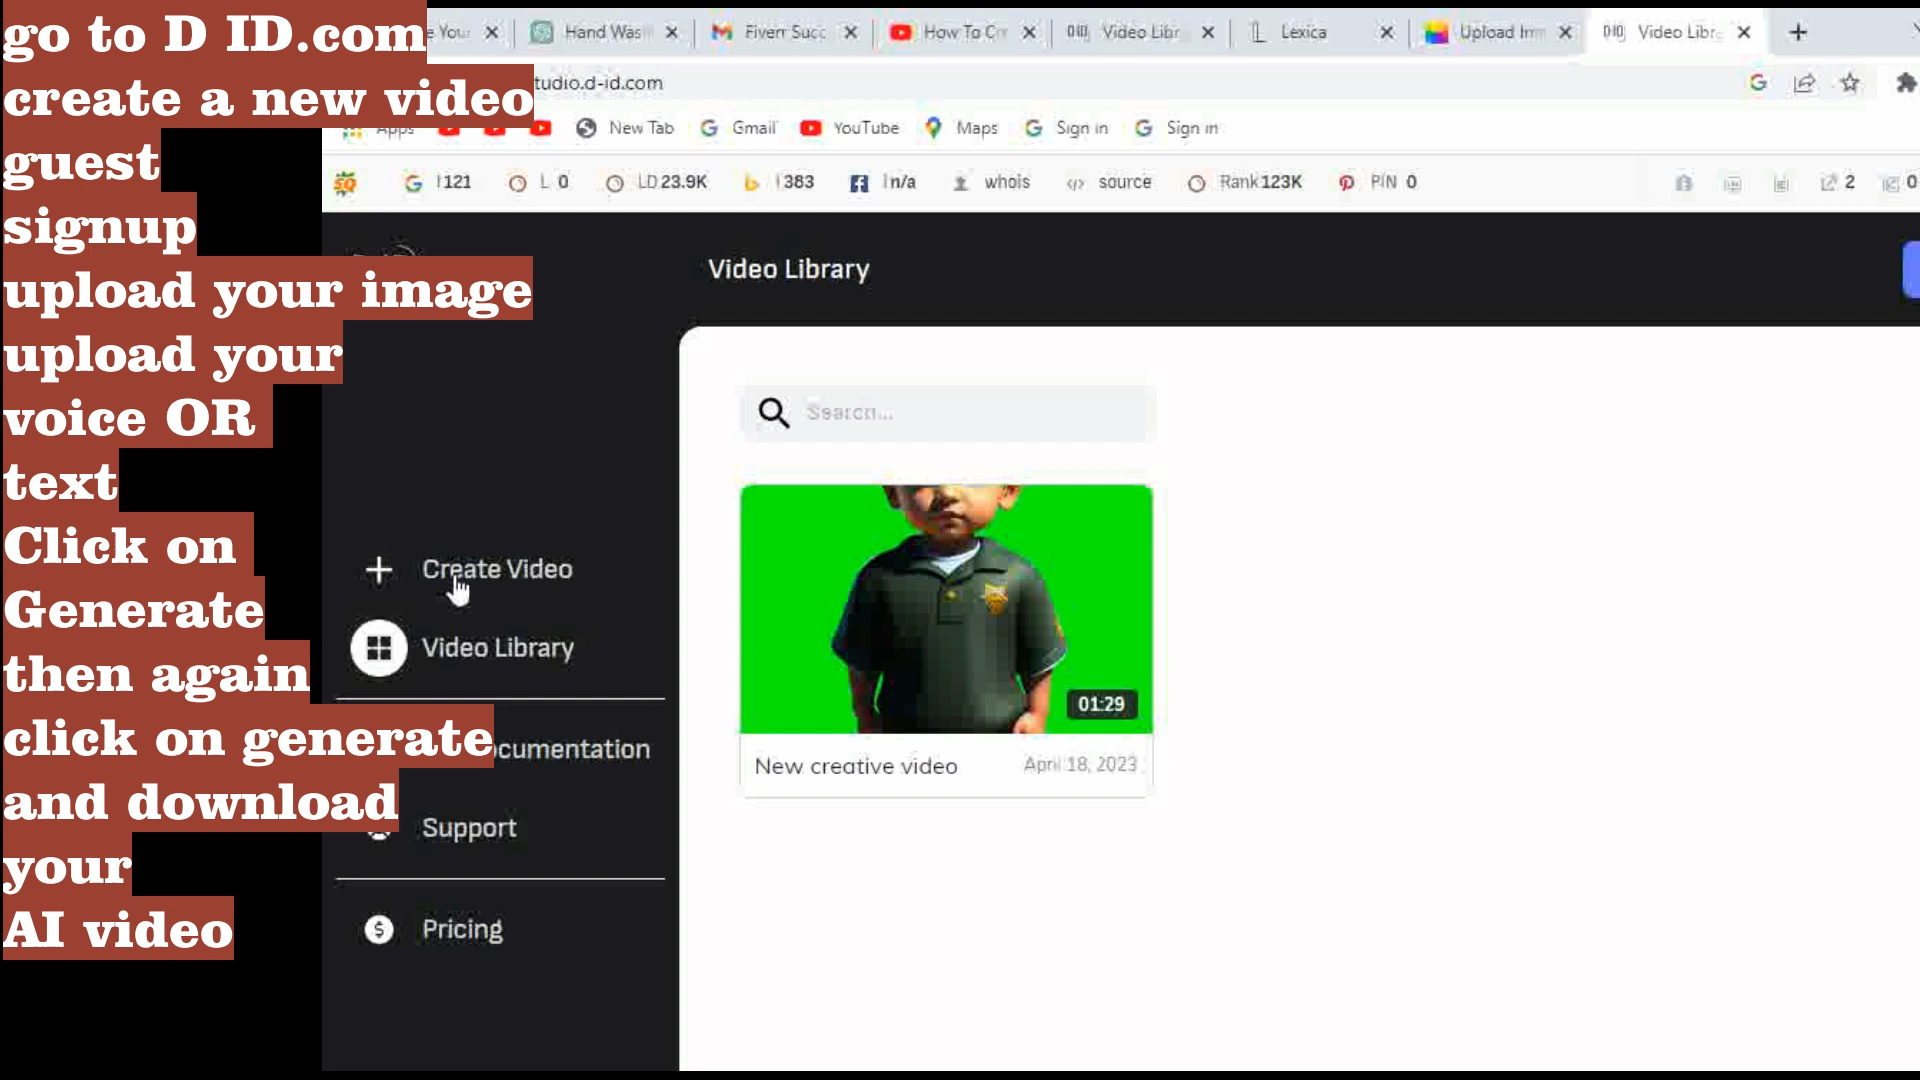 go to D ID.com
create a new video
guest
signup
upload your image
upload your
voice OR
text
Click on
Generate
then again
click on generate
and download
your
AI video
Hand Was
Fiverr Succ
How To Cr
Video Libr
Lexica
Upload Im
Video Libr
tudio.d-id.com
Apps
New Tab
Gmail
YouTube
Maps
Sign in
Sign in
I 121
L 0
LD 23.9K
I 383
n/a
whois
source
Rank 123K
PIN 0
2
0
Video Library
Search...
Create Video
Video Library
ocumentation
Support
Pricing
01:29
New creative video
April 18, 2023